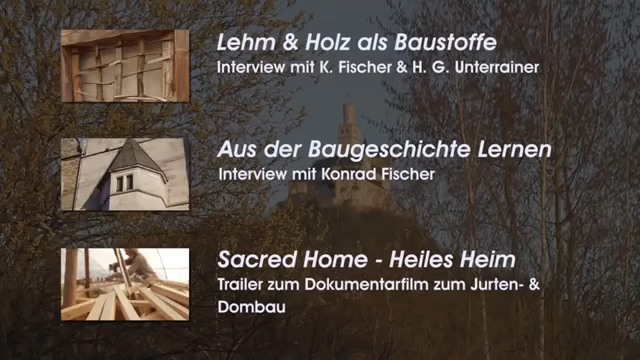 Lehm & Holz als Baustoffe
Interview mit K. Fischer & H. G. Unterrainer
Aus der Baugeschichte Lernen
Interview mit Konrad Fischer
Sacred Home - Heiles Heim
Trailer zum Dokumentarfilm zum Jurten- &
Dombau